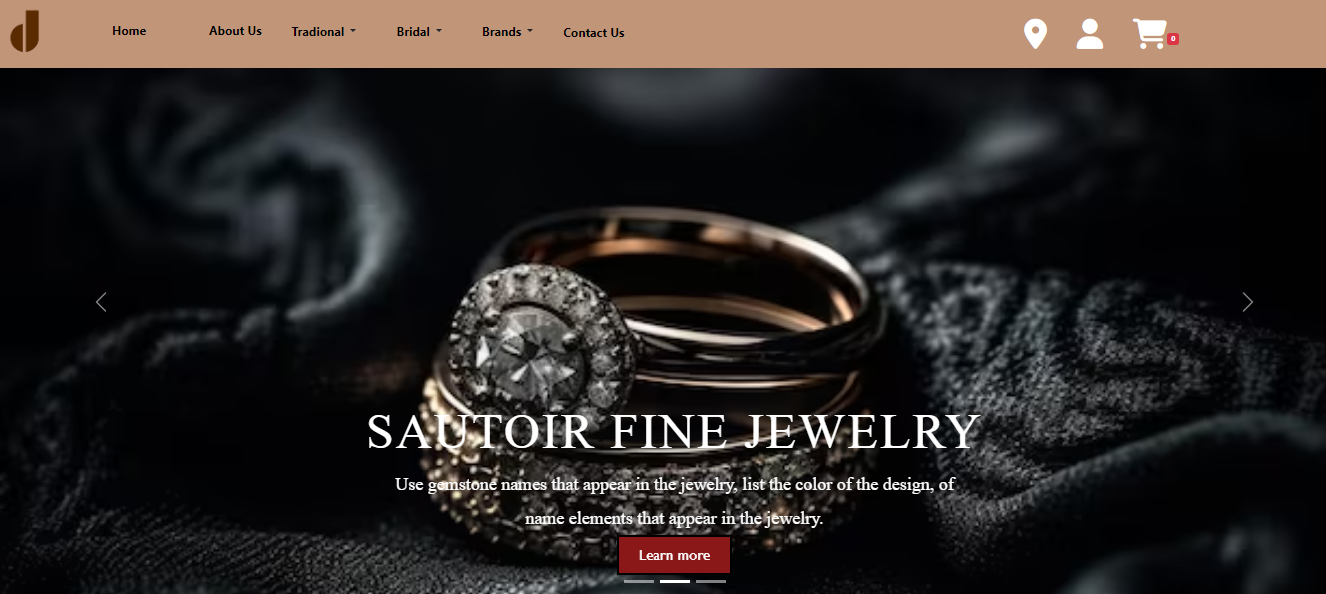 Home
About Us
Tradional
Bridal
Brands
Contact Us
0
SAUTOIR FINE JEWELRY
Use gemstone names that appear in the jewelry, list the color of the design, of
name elements that appear in the jewelry.
Learn more